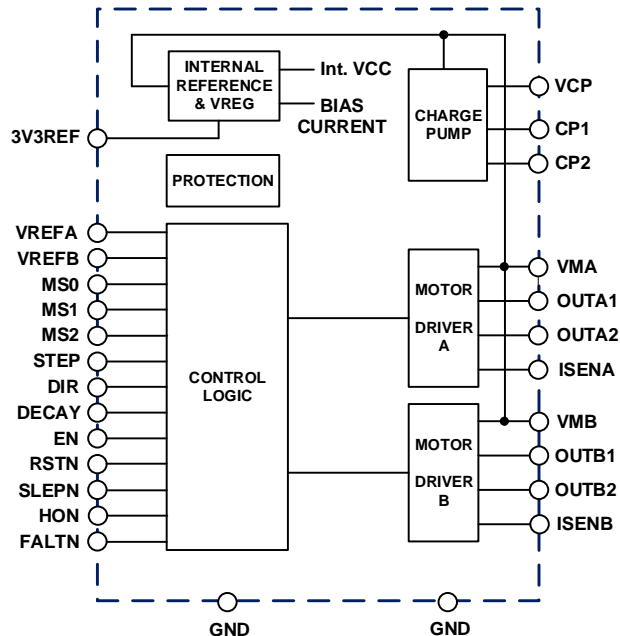 INTERNAL
REFERENCE
& VREG
Int. VCC
BIAS
CURRENT
CHARGE
PUMP
VCP
CP1
CP2
3V3REF
PROTECTION
VREFA
VREFB
MS0
MS1
MS2
STEP
DIR
DECAY
EN
RSTN
SLEPN
HON
FALTN
CONTROL
LOGIC
MOTOR
DRIVER
A
VMA
OUTA1
OUTA2
ISENA
MOTOR
DRIVER
B
VMB
OUTB1
OUTB2
ISENB
GND
GND